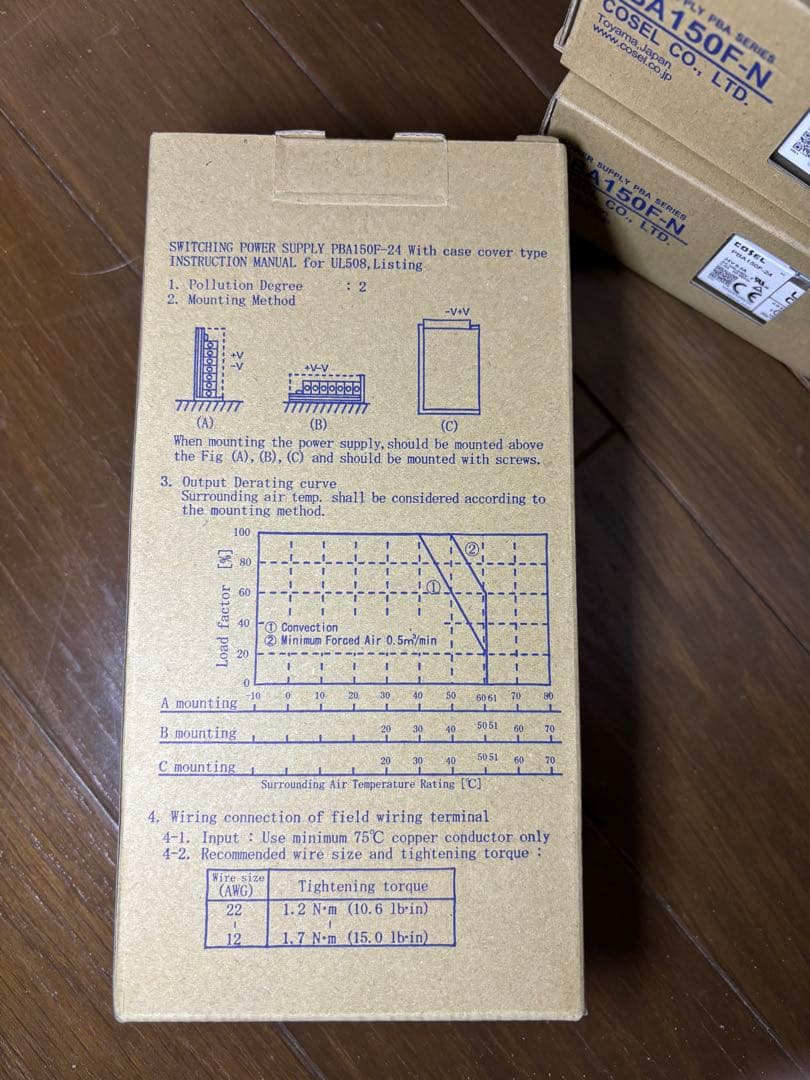 PLY PBA SERIES
BA150F-N
COSEL CO., LTD.
Toyama,Japan
www.cosel.co.jp
SUPPLY PBA SERIES
A150F-N
CO., LTD.
COSEL
PBA150F-24
CE
SWITCHING POWER SUPPLY PBA150F-24 With case cover type
INSTRUCTION MANUAL for UL508,Listing
1. Pollution Degree : 2
2. Mounting Method
-V+V
+V
-V
+V-V
(A) (B) (C)
When mounting the power supply,should be mounted above
the Fig (A),(B),(C) and should be mounted with screws.
3. Output Derating curve
Surrounding air temp. shall be considered according to
the mounting method.
Load factor [%]
100
80
60
40
20
0
① ②
① Convection
② Minimum Forced Air 0.5㎥/min
A mounting -10 0 10 20 30 40 50 60 61 70 80
B mounting 20 30 40 50 51 60 70
C mounting 20 30 40 50 51 60 70
Surrounding Air Temperature Rating [℃]
4. Wiring connection of field wiring terminal
4-1. Input : Use minimum 75℃ copper conductor only
4-2. Recommended wire size and tightening torque :
Wire size
(AWG) Tightening torque
22 1.2 N·m (10.6 lb·in)
12 1.7 N·m (15.0 lb·in)